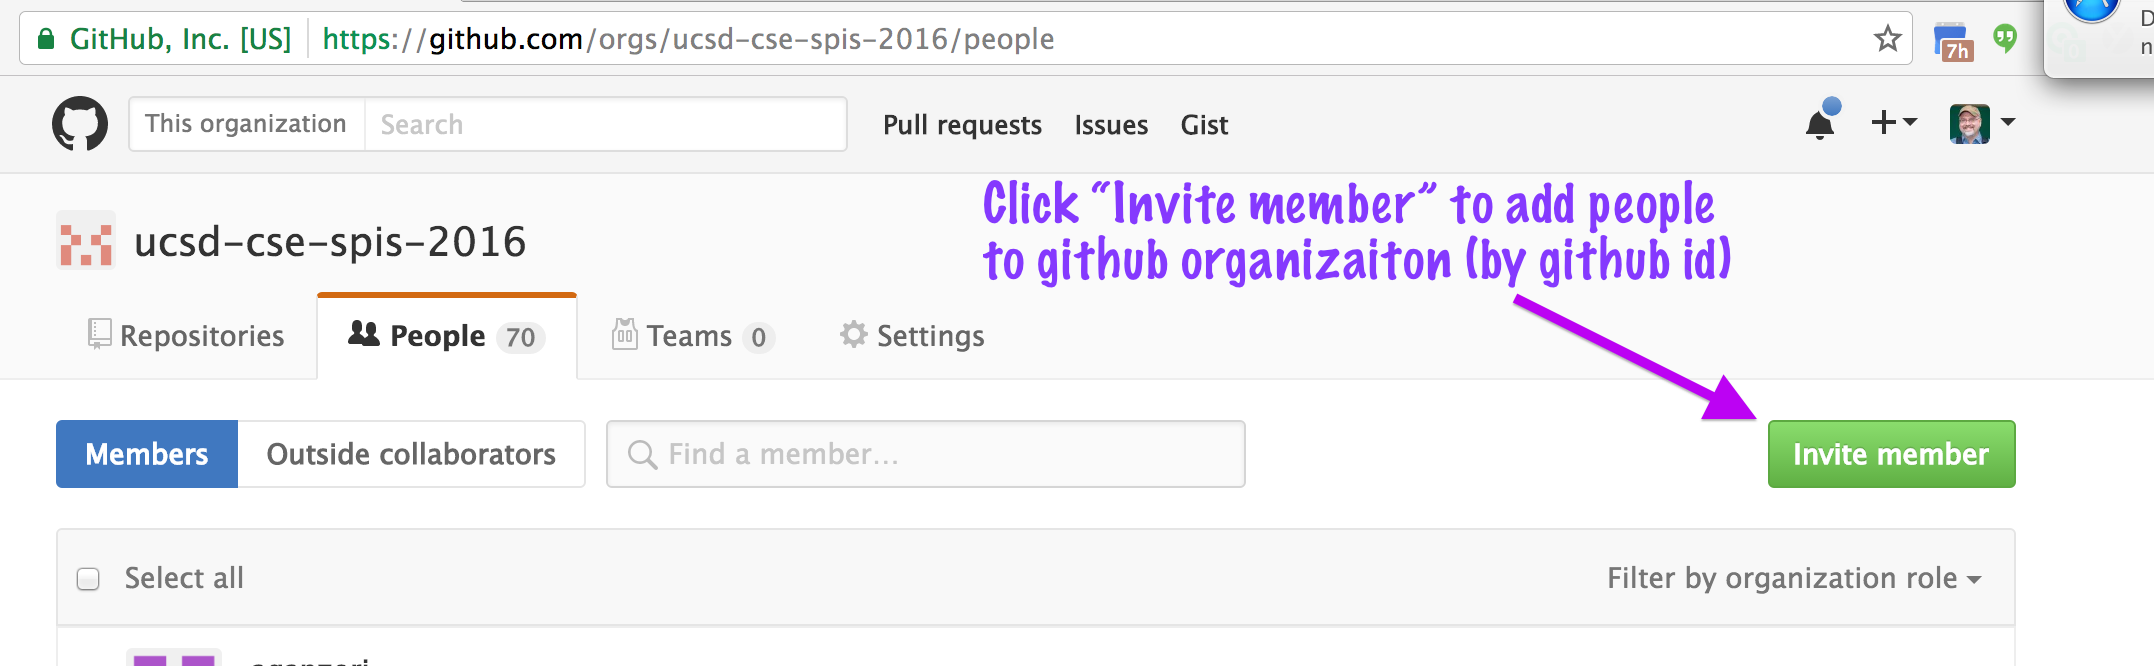 GitHub, Inc. [US] https://github.com/orgs/ucsd-cse-spis-2016/people
7h
This organization Search Pull requests Issues Gist
Click “Invite member” to add people
to github organizaiton (by github id)
ucsd-cse-spis-2016
Repositories People 70 Teams 0 Settings
Members Outside collaborators Find a member... Invite member
Select all Filter by organization role